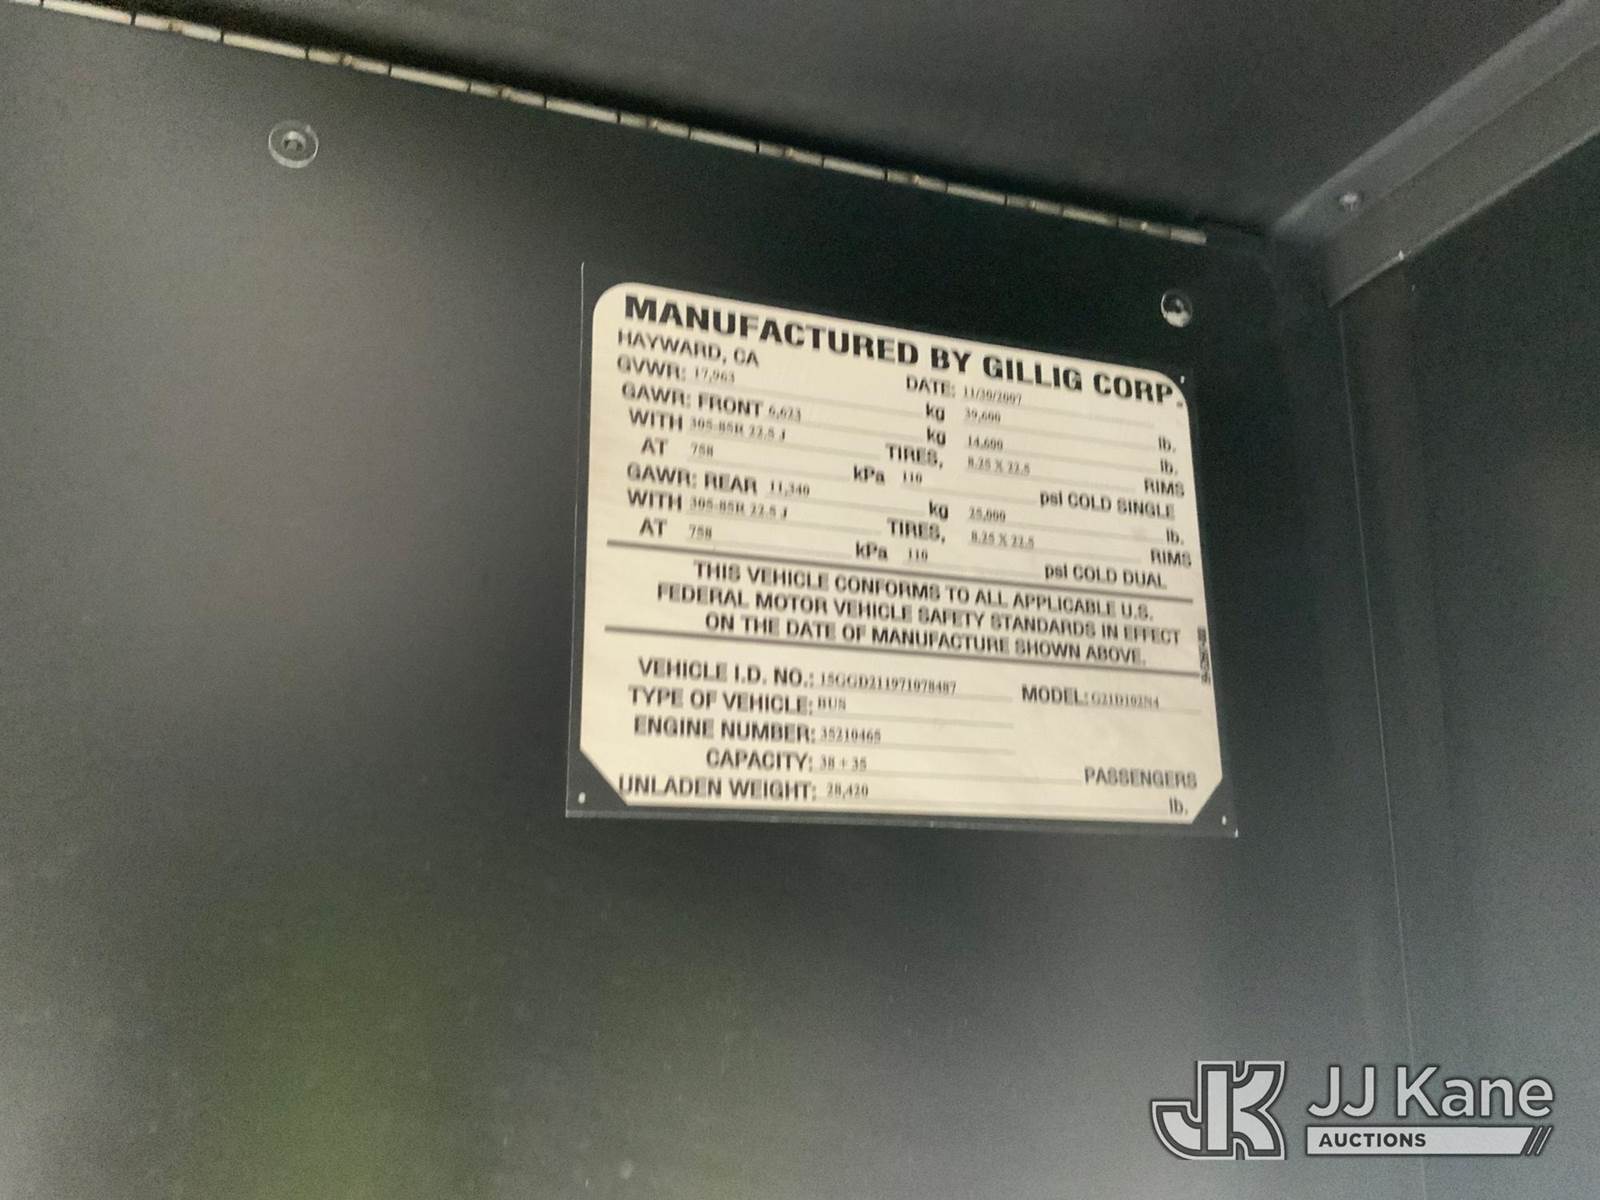 MANUFACTURED BY GILLIG CORP.
HAYWARD, CA DATE: 11/30/2007
GVWR: 17,963 kg 39,600 lb.
GAWR: FRONT 6,623 kg 14,600 lb.
WITH 305-85R 22.5 J TIRES, 8.25 X 22.5 RIMS
AT 758 kPa 110 psi COLD SINGLE
GAWR: REAR 11,340 kg 25,000 lb.
WITH 305-85R 22.5 J TIRES, 8.25 X 22.5 RIMS
AT 758 kPa 110 psi COLD DUAL
THIS VEHICLE CONFORMS TO ALL APPLICABLE U.S.
FEDERAL MOTOR VEHICLE SAFETY STANDARDS IN EFFECT
ON THE DATE OF MANUFACTURE SHOWN ABOVE.
VEHICLE I.D. NO.: 15GGD211971078487 MODEL: G21D102N4
TYPE OF VEHICLE: BUS
ENGINE NUMBER: 35210465
CAPACITY: 38 + 35 PASSENGERS
UNLADEN WEIGHT: 28,420 lb.
JK JJ Kane
AUCTIONS